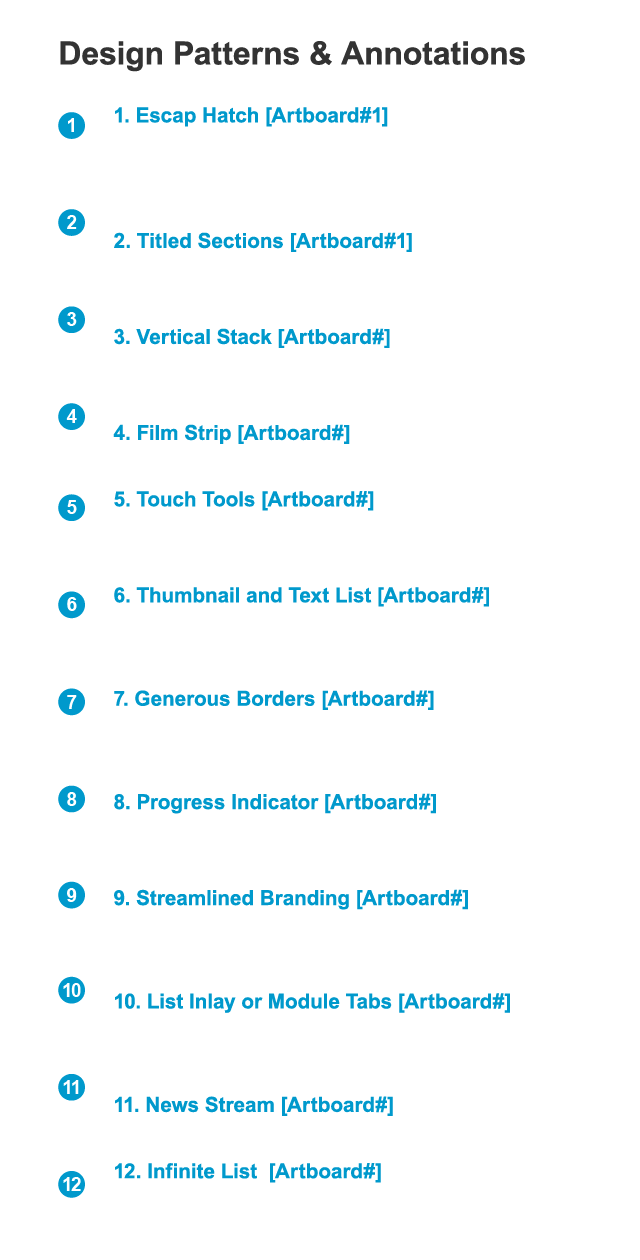 Design Patterns & Annotations
1 1. Escap Hatch [Artboard#1]
2 2. Titled Sections [Artboard#1]
3 3. Vertical Stack [Artboard#]
4 4. Film Strip [Artboard#]
5 5. Touch Tools [Artboard#]
6 6. Thumbnail and Text List [Artboard#]
7 7. Generous Borders [Artboard#]
8 8. Progress Indicator [Artboard#]
9 9. Streamlined Branding [Artboard#]
10 10. List Inlay or Module Tabs [Artboard#]
11 11. News Stream [Artboard#]
12 12. Infinite List  [Artboard#]